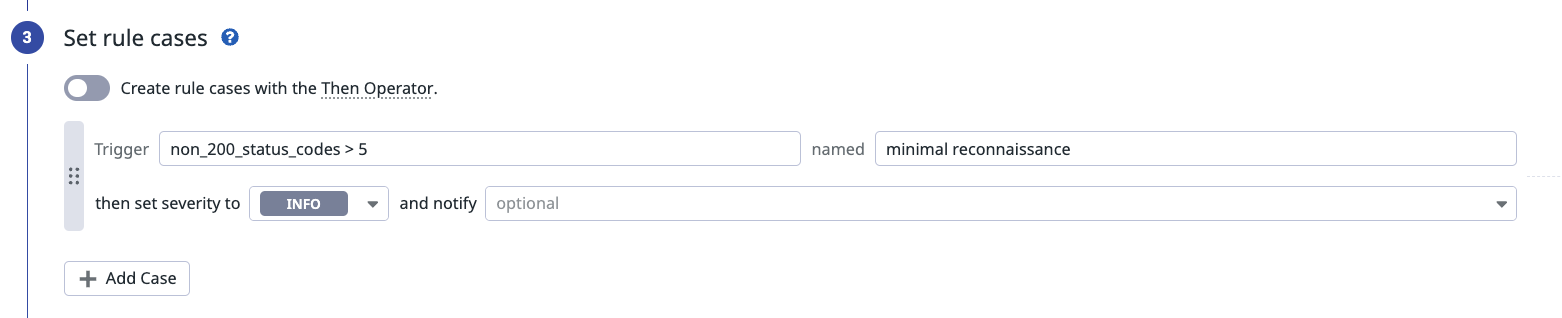 3 Set rule cases ?
Create rule cases with the Then Operator.
Trigger non_200_status_codes > 5 named minimal reconnaissance
then set severity to INFO and notify optional
+ Add Case